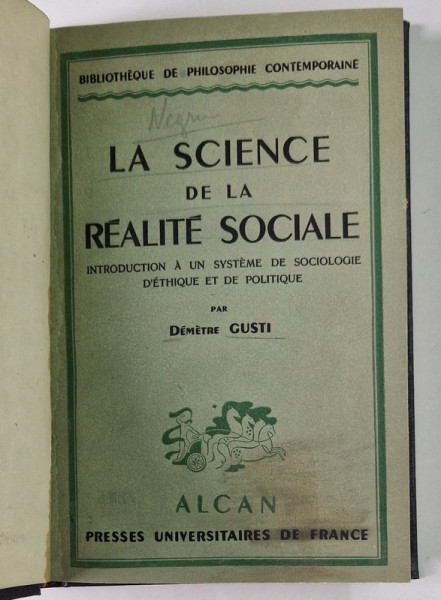 BIBLIOTHÈQUE DE PHILOSOPHIE CONTEMPORAINE
LA SCIENCE
DE LA
RÉALITÉ SOCIALE
INTRODUCTION À UN SYSTÈME DE SOCIOLOGIE
D'ÉTHIQUE ET DE POLITIQUE
PAR
DÉMÈTRE GUSTI
ALCAN
PRESSES UNIVERSITAIRES DE FRANCE